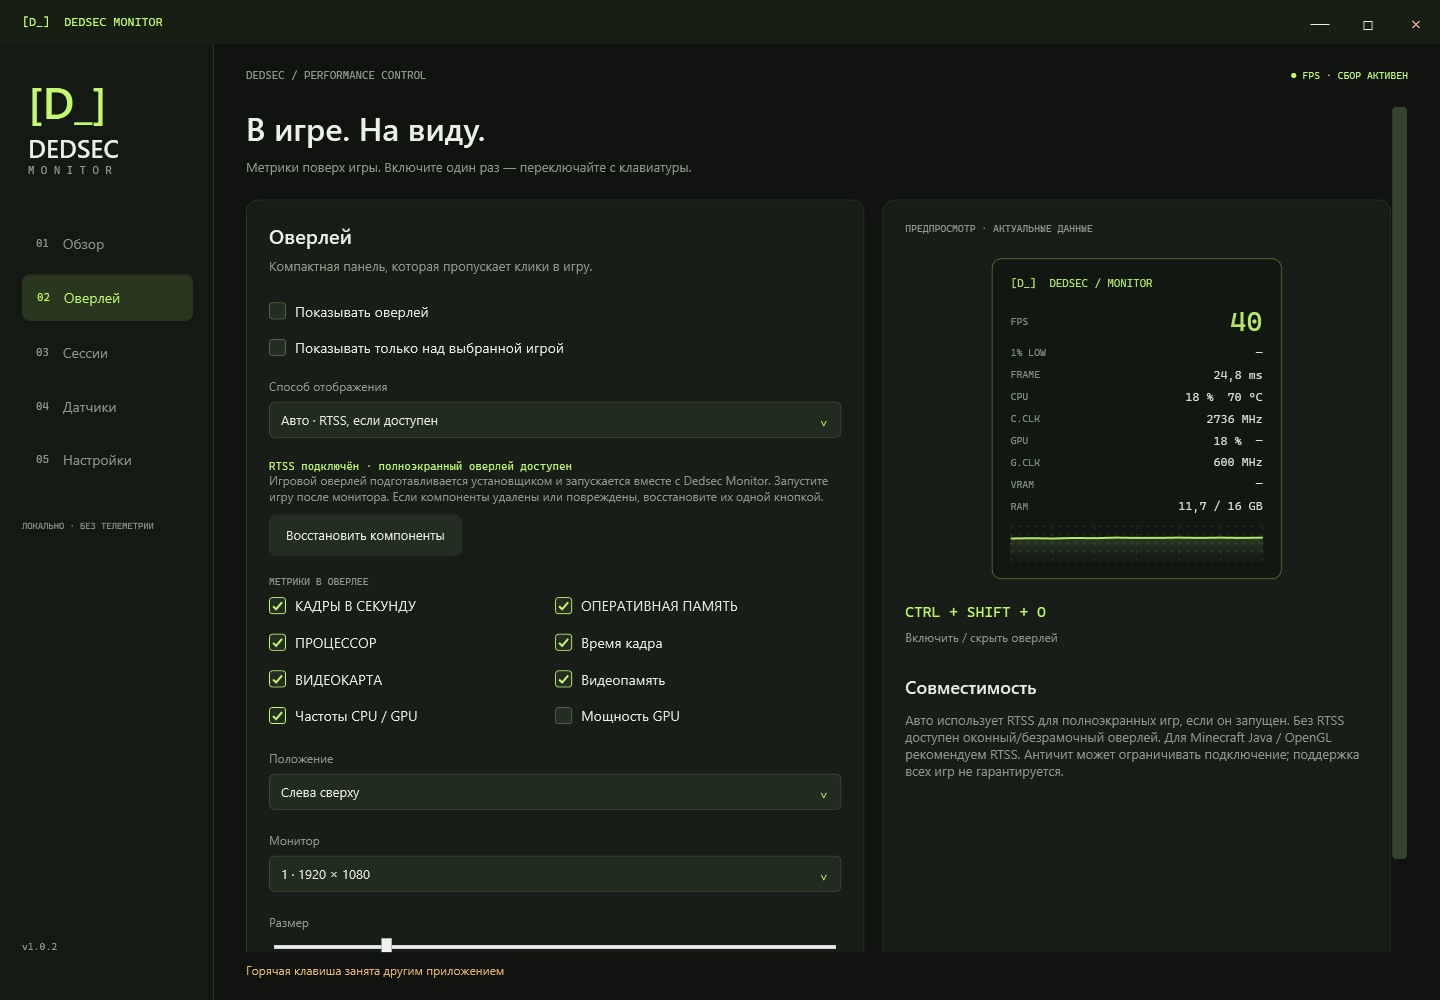 [D_] DEDSEC MONITOR
[D_]
DEDSEC
MONITOR
01 Обзор
02 Оверлей
03 Сессии
04 Датчики
05 Настройки
ЛОКАЛЬНО · БЕЗ ТЕЛЕМЕТРИИ
v1.0.2
DEDSEC / PERFORMANCE CONTROL
FPS · СБОР АКТИВЕН
В игре. На виду.
Метрики поверх игры. Включите один раз — переключайте с клавиатуры.
Оверлей
Компактная панель, которая пропускает клики в игру.
Показывать оверлей
Показывать только над выбранной игрой
Способ отображения
Авто · RTSS, если доступен
RTSS подключён · полноэкранный оверлей доступен
Игровой оверлей подготавливается установщиком и запускается вместе с Dedsec Monitor. Запустите
игру после монитора. Если компоненты удалены или повреждены, восстановите их одной кнопкой.
Восстановить компоненты
МЕТРИКИ В ОВЕРЛЕЕ
КАДРЫ В СЕКУНДУ
ОПЕРАТИВНАЯ ПАМЯТЬ
ПРОЦЕССОР
Время кадра
ВИДЕОКАРТА
Видеопамять
Частоты CPU / GPU
Мощность GPU
Положение
Слева сверху
Монитор
1 · 1920 × 1080
Размер
ПРЕДПРОСМОТР · АКТУАЛЬНЫЕ ДАННЫЕ
[D_] DEDSEC / MONITOR
FPS 40
1% LOW —
FRAME 24,8 ms
CPU 18 % 70 °C
C.CLK 2736 MHz
GPU 18 % —
G.CLK 600 MHz
VRAM —
RAM 11,7 / 16 GB
CTRL + SHIFT + O
Включить / скрыть оверлей
Совместимость
Авто использует RTSS для полноэкранных игр, если он запущен. Без RTSS
доступен оконный/безрамочный оверлей. Для Minecraft Java / OpenGL
рекомендуем RTSS. Античит может ограничивать подключение; поддержка
всех игр не гарантируется.
Горячая клавиша занята другим приложением